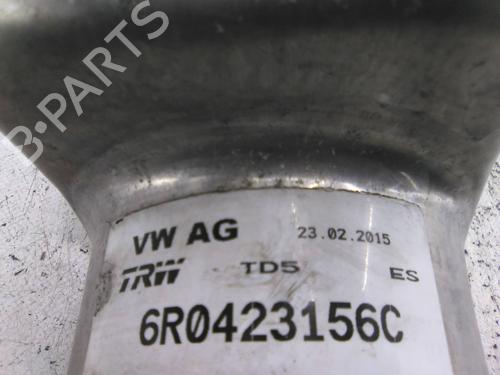 B-PARTS
VW AG 23.02.2015
TRW TD5 ES
6R0423156C